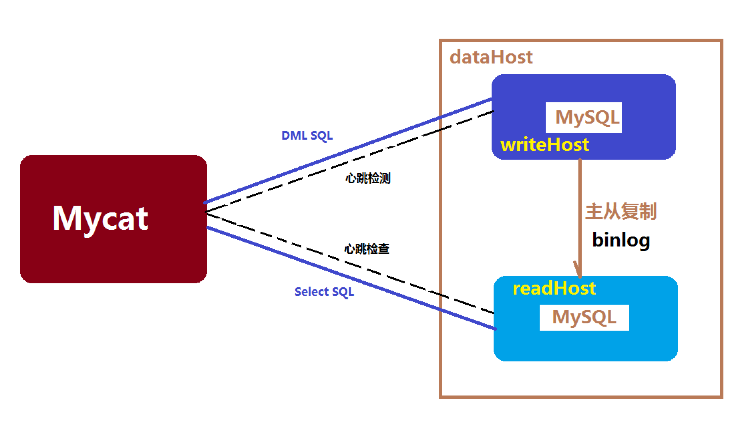 dataHost
MySQL
writeHost
DML SQL
心跳检测
Mycat
主从复制
binlog
心跳检查
Select SQL
readHost
MySQL